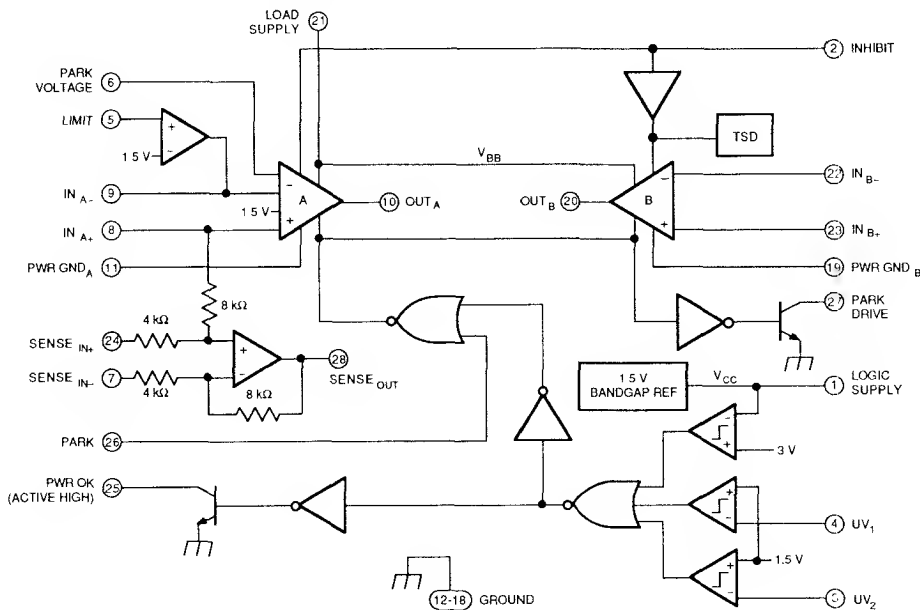 LOAD
SUPPLY
21
2 INHIBIT
PARK
VOLTAGE
6
LIMIT 5
+
−
1 5 V
TSD
V BB
IN A− 9
−
A
1 5 V
+
10 OUT A
OUT B 20
−
B
+
22 IN B−
IN A+ 8
23 IN B+
PWR GND A 11
19 PWR GND B
8 kΩ
27 PARK
DRIVE
4 kΩ
SENSE IN+ 24
+
−
28
SENSE OUT
SENSE IN− 7
4 kΩ
8 kΩ
1 5 V
BANDGAP REF
V CC
1 LOGIC
SUPPLY
PARK 26
−
+
3 V
PWR OK
(ACTIVE HIGH)
25
+
−
4 UV1
1.5 V
+
−
UV2
12-18 GROUND